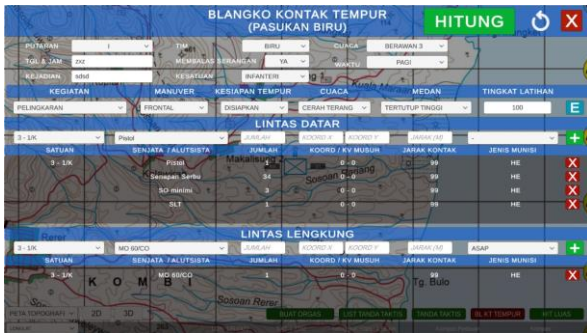 BLANGKO KONTAK TEMPUR
(PASUKAN BIRU)
HITUNG
X
PUTARAN I TIM BIRU CUACA BERAWAN 3
TGL & JAM zxz MEMBALAS SERANGAN YA WAKTU PAGI
KEJADIAN sdsd KESATUAN INFANTERI
KEGIATAN MANUVER KESIAPAN TEMPUR CUACA MEDAN TINGKAT LATIHAN
PELINGKARAN FRONTAL DISIAPKAN CERAH TERANG TERTUTUP TINGGI 100 E
LINTAS DATAR
3 - 1/K Pistol JUMLAH KOORD X KOORD Y JARAK (M) - +
SATUAN SENJATA / ALUTSISTA JUMLAH KOORD / KV MUSUH JARAK KONTAK JENIS MUNISI
3 - 1/K Pistol 0 - 0 99 HE X
Senapan Serbu 54 0 - 0 99 HE X
SO minimi 3 0 - 0 99 HE X
SLT 1 0 - 0 99 HE X
Rerer
LINTAS LENGKUNG
3 - 1/K MO 60/CO JUMLAH KOORD X KOORD Y JARAK (M) ASAP +
SATUAN SENJATA / ALUTSISTA JUMLAH KOORD / KV MUSUH JARAK KONTAK JENIS MUNISI
3 - 1/K MO 60/CO 1 0 - 0 99 HE X
K O M B I Tg. Bulo
Sosoan Rerer
PETA TOPOGRAFI 2D 3D BUAT ORGAS LIST TANDA TAKTIS TANDA TAKTIS BL KT TEMPUR HIT LUAS